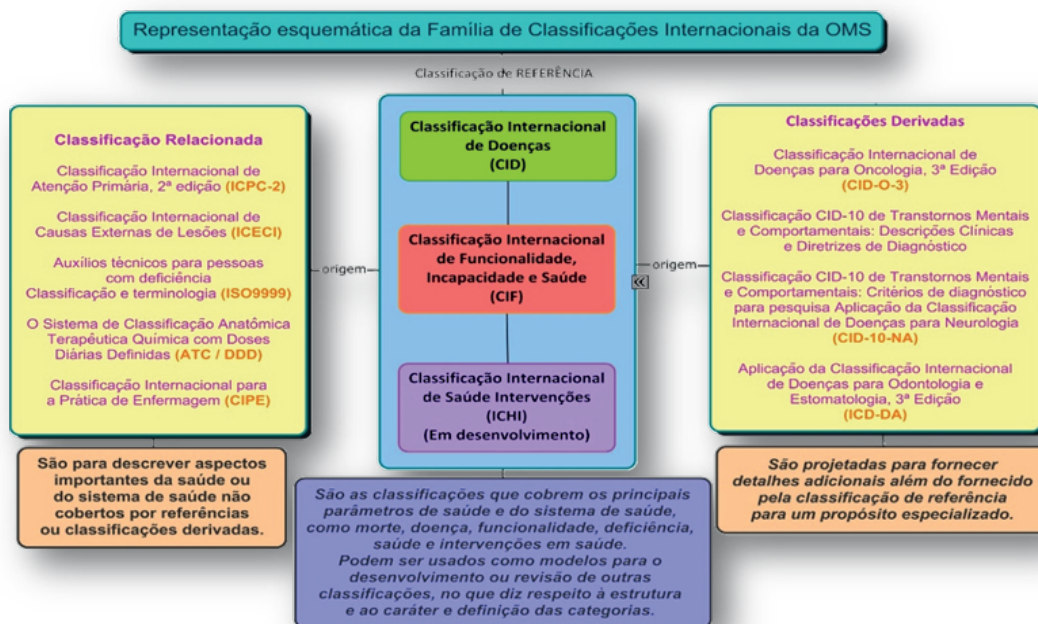 Representação esquemática da Família de Classificações Internacionais da OMS
Classificação de REFERÊNCIA
Classificação Relacionada
Classificação Internacional de
Atenção Primária, 2ª edição (ICPC-2)
Classificação Internacional de
Causas Externas de Lesões (ICECI)
Auxílios técnicos para pessoas
com deficiência
Classificação e terminologia (ISO9999)
O Sistema de Classificação Anatômica
Terapêutica Química com Doses
Diárias Definidas (ATC / DDD)
Classificação Internacional para
a Prática de Enfermagem (CIPE)
São para descrever aspectos
importantes da saúde ou
do sistema de saúde não
cobertos por referências
ou classificações derivadas.
origem
Classificação Internacional
de Doenças
(CID)
Classificação Internacional
de Funcionalidade,
Incapacidade e Saúde
(CIF)
Classificação Internacional
de Saúde Intervenções
(ICHI)
(Em desenvolvimento)
São as classificações que cobrem os principais
parâmetros de saúde e do sistema de saúde,
como morte, doença, funcionalidade, deficiência,
saúde e intervenções em saúde.
Podem ser usados como modelos para o
desenvolvimento ou revisão de outras
classificações, no que diz respeito à estrutura
e ao caráter e definição das categorias.
origem
Classificações Derivadas
Classificação Internacional de
Doenças para Oncologia, 3ª Edição
(CID-O-3)
Classificação CID-10 de Transtornos Mentais
e Comportamentais: Descrições Clínicas
e Diretrizes de Diagnóstico
Classificação CID-10 de Transtornos Mentais
e Comportamentais: Critérios de diagnóstico
para pesquisa Aplicação da Classificação
Internacional de Doenças para Neurologia
(CID-10-NA)
Aplicação da Classificação Internacional
de Doenças para Odontologia e
Estomatologia, 3ª Edição
(ICD-DA)
São projetadas para fornecer
detalhes adicionais além do fornecido
pela classificação de referência
para um propósito especializado.